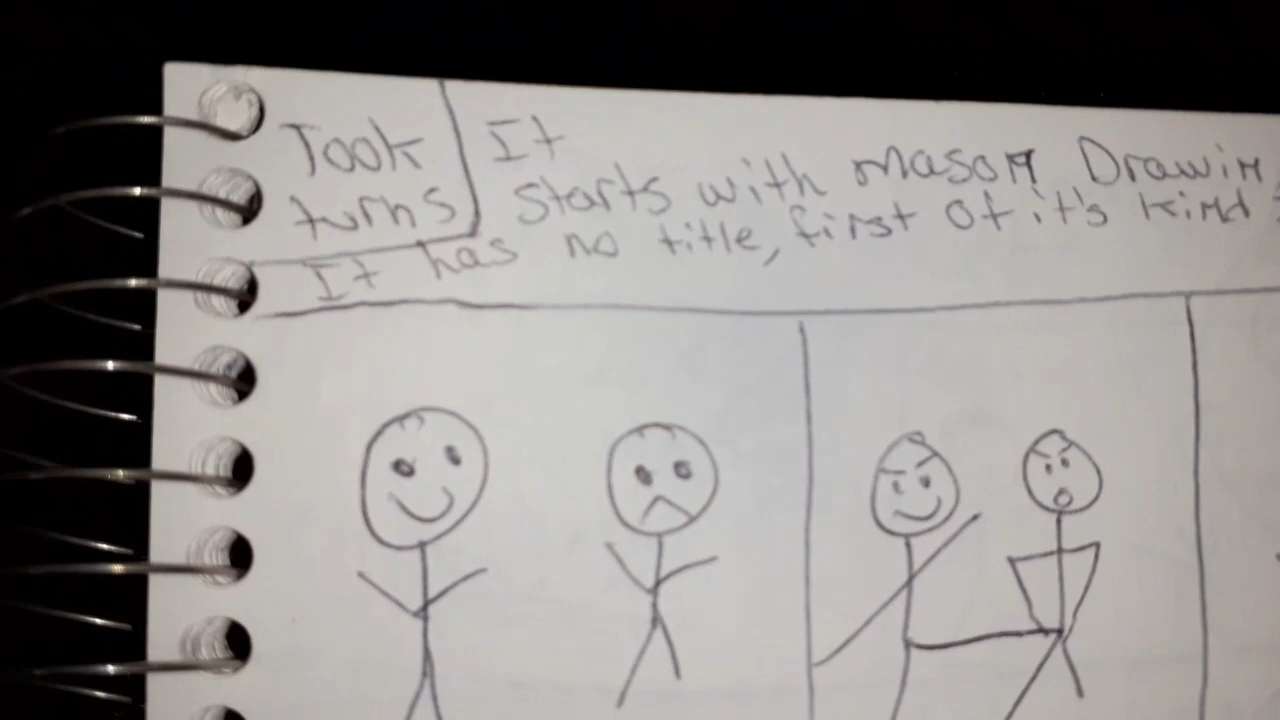 Took
turns
It
starts with mason Drawin
It has no title, first of it's kind